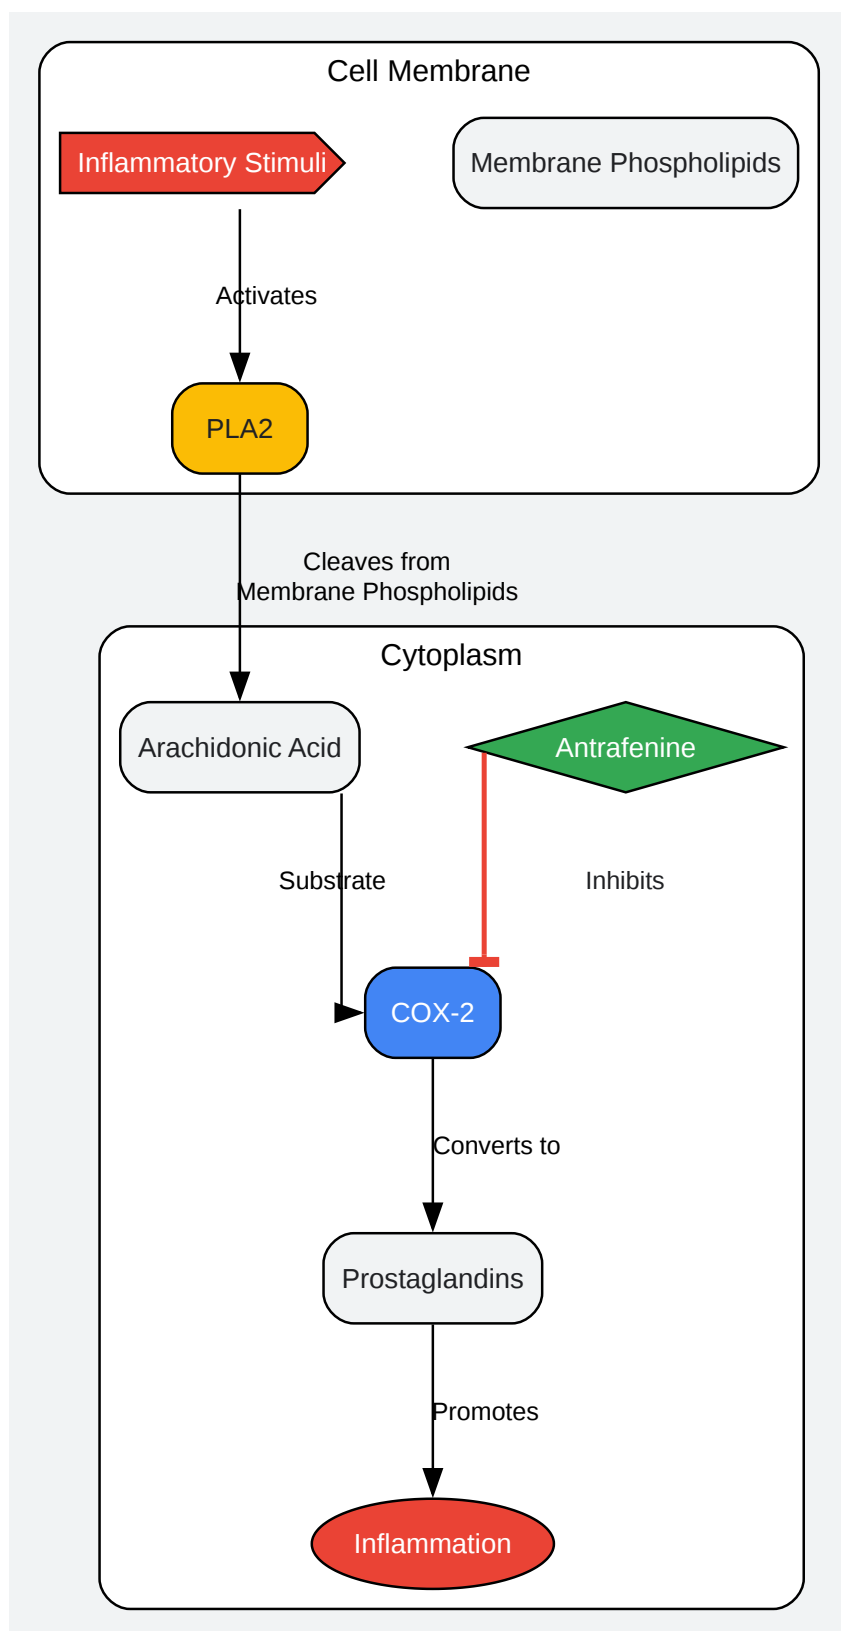 Cell Membrane
Inflammatory Stimuli
Membrane Phospholipids
Activates
PLA2
Cleaves from
Membrane Phospholipids
Cytoplasm
Arachidonic Acid
Antrafenine
Substrate
Inhibits
COX-2
Converts to
Prostaglandins
Promotes
Inflammation